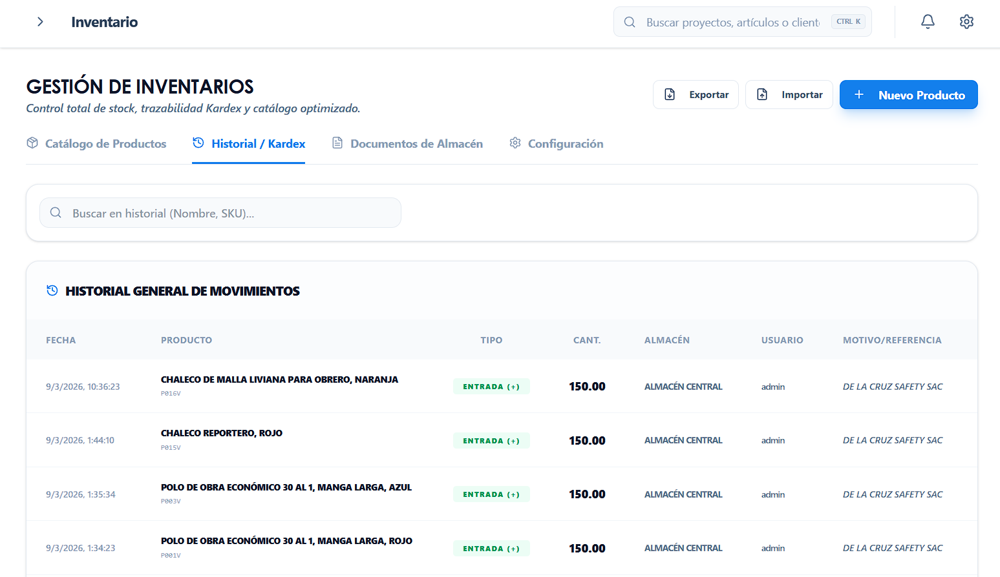 Inventario
Buscar proyectos, artículos o client
CTRL K
GESTIÓN DE INVENTARIOS
Control total de stock, trazabilidad Kardex y catálogo optimizado.
Exportar
Importar
Nuevo Producto
Catálogo de Productos
Historial / Kardex
Documentos de Almacén
Configuración
Buscar en historial (Nombre, SKU)...
HISTORIAL GENERAL DE MOVIMIENTOS
FECHA PRODUCTO TIPO CANT. ALMACÉN USUARIO MOTIVO/REFERENCIA
9/3/2026, 10:36:23 CHALECO DE MALLA LIVIANA PARA OBRERO, NARANJA ENTRADA (+) 150.00 ALMACÉN CENTRAL admin DE LA CRUZ SAFETY SAC
P016V
9/3/2026, 1:44:10 CHALECO REPORTERO, ROJO ENTRADA (+) 150.00 ALMACÉN CENTRAL admin DE LA CRUZ SAFETY SAC
P015V
9/3/2026, 1:35:34 POLO DE OBRA ECONÓMICO 30 AL 1, MANGA LARGA, AZUL ENTRADA (+) 150.00 ALMACÉN CENTRAL admin DE LA CRUZ SAFETY SAC
P003V
9/3/2026, 1:34:23 POLO DE OBRA ECONÓMICO 30 AL 1, MANGA LARGA, ROJO ENTRADA (+) 150.00 ALMACÉN CENTRAL admin DE LA CRUZ SAFETY SAC
P001V